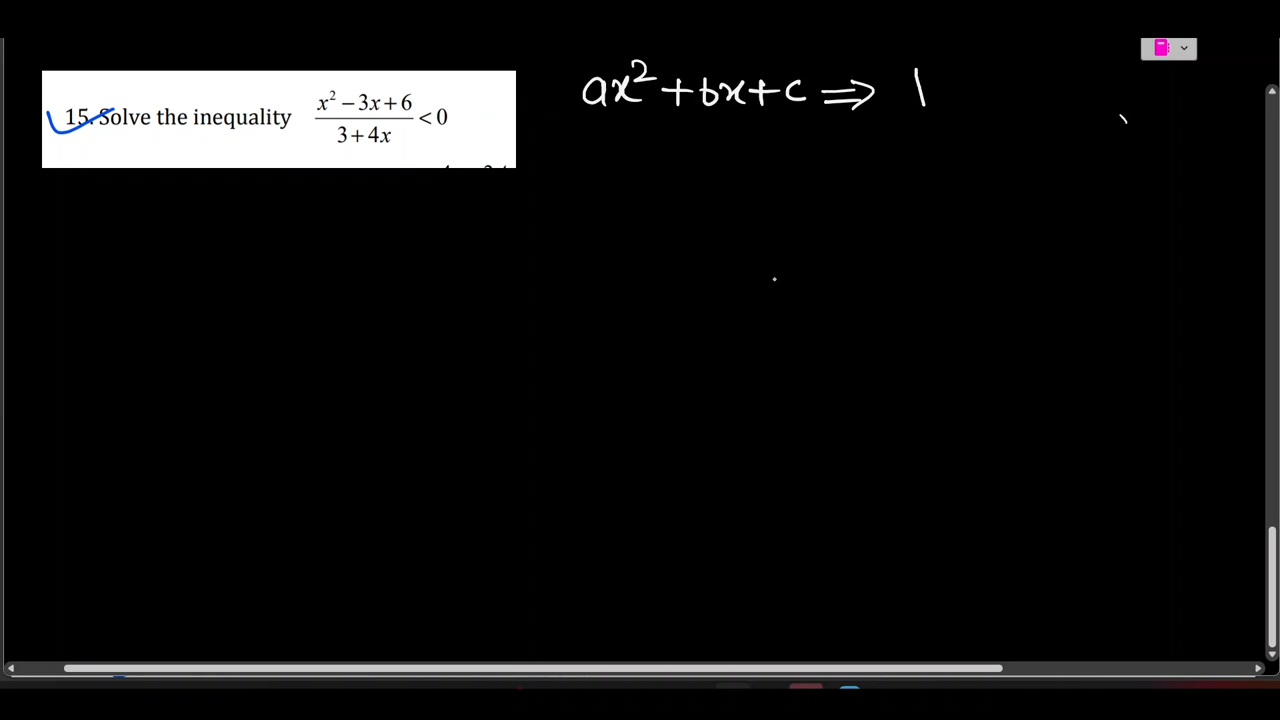 15. Solve the inequality (x² − 3x + 6)/(3 + 4x) < 0
ax² + bx + c ⇒ 1